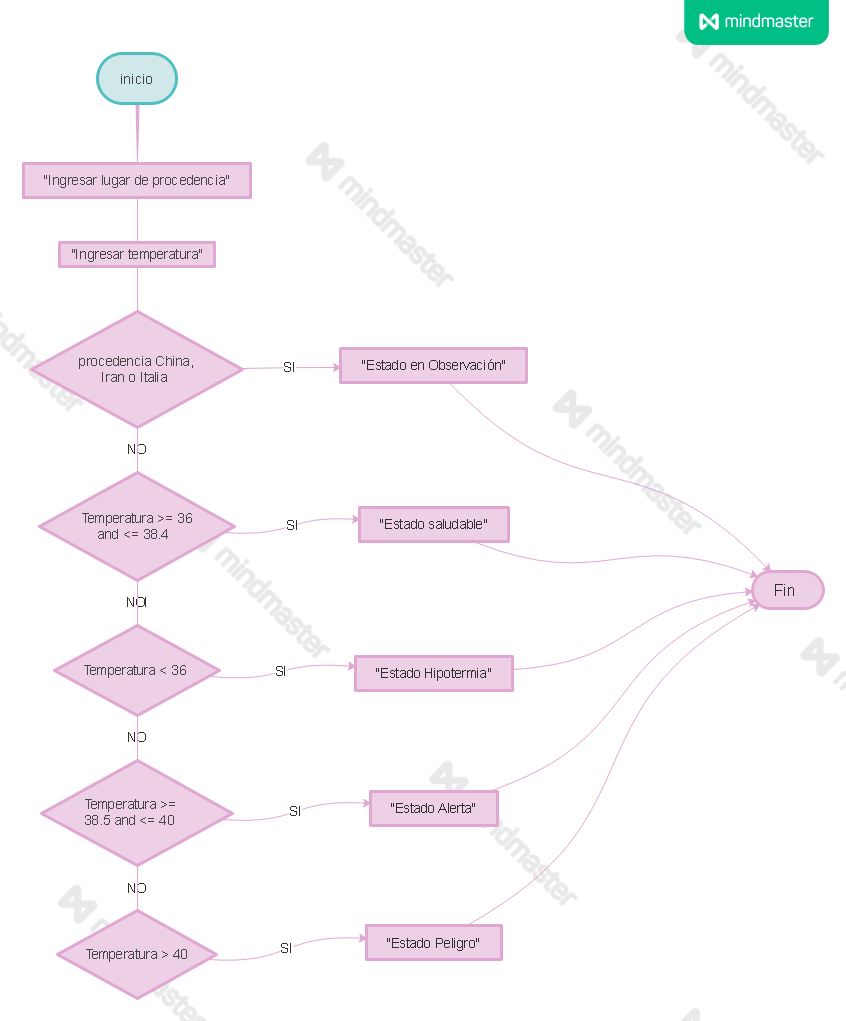 mindmaster
inicio
"Ingresar lugar de procedencia"
"Ingresar temperatura"
procedencia China,
Iran o Italia
SI
"Estado en Observación"
NO
Temperatura >= 36
and <= 38.4
SI
"Estado saludable"
Fin
NO
Temperatura < 36
SI
"Estado Hipotermia"
NO
Temperatura >=
38.5 and <= 40
SI
"Estado Alerta"
NO
Temperatura > 40
SI
"Estado Peligro"
mindmaster
mindmaster
mindmaster
mindmaster
mindmaster
mindmaster